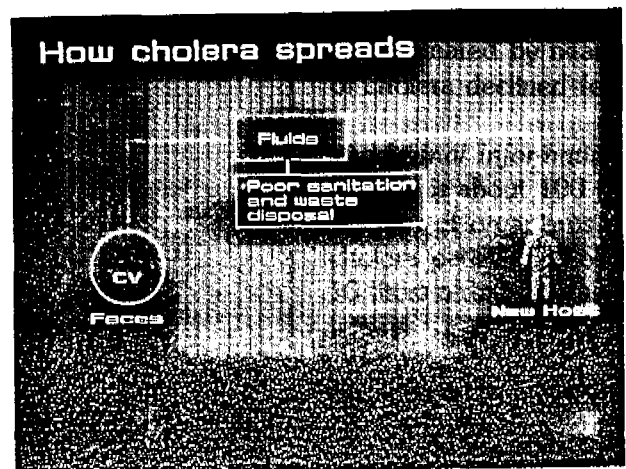 How cholera spreads
Fluids
•Poor sanitation
and waste
disposal
CV
Feces
New Host